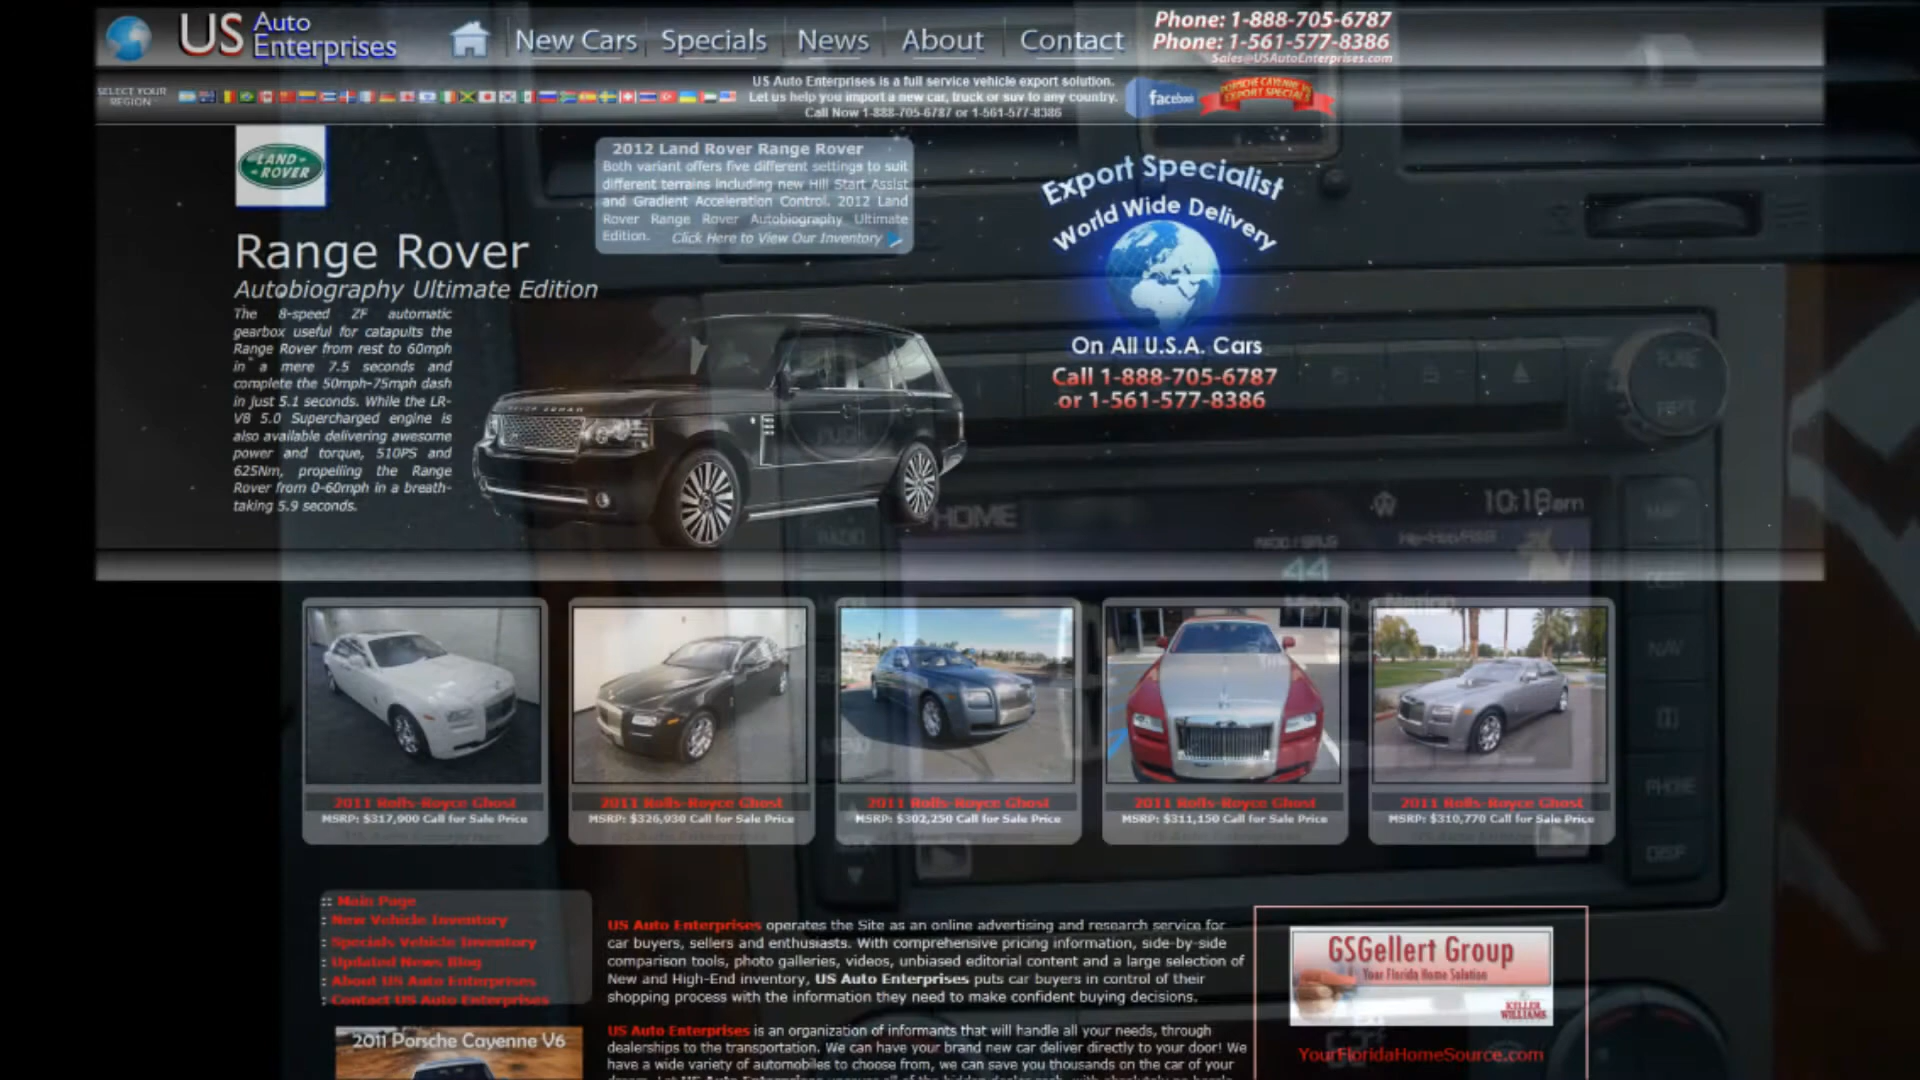 US Auto Enterprises
New Cars
Specials
News
About
Contact
Phone: 1-888-705-6787
Phone: 1-561-577-8386
Sales@USAutoEnterprises.com
SELECT YOUR
REGION
US Auto Enterprises is a full service vehicle export solution.
Let us help you import a new car, truck or suv to any country.
Call Now 1-888-705-6787 or 1-561-577-8386
facebook
PORSCHE CAYENNE V6
EXPORT SPECIALS
LAND-
-ROVER
Range Rover
Autobiography Ultimate Edition
The 8-speed ZF automatic
gearbox useful for catapults the
Range Rover from rest to 60mph
in a mere 7.5 seconds and
complete the 50mph-75mph dash
in just 5.1 seconds. While the LR-
V8 5.0 Supercharged engine is
also available delivering awesome
power and torque, 510PS and
625Nm, propelling the Range
Rover from 0-60mph in a breath-
taking 5.9 seconds.
2012 Land Rover Range Rover
Both variant offers five different settings to suit
different terrains including new Hill Start Assist
and Gradient Acceleration Control. 2012 Land
Rover Range Rover Autobiography Ultimate
Edition. Click Here to View Our Inventory
Export Specialist
World Wide Delivery
On All U.S.A. Cars
Call 1-888-705-6787
or 1-561-577-8386
HOME
10:18am
44
NAV
PHONE
DISP
2011 Rolls-Royce Ghost
MSRP: $317,900 Call for Sale Price
2011 Rolls-Royce Ghost
MSRP: $326,930 Call for Sale Price
2011 Rolls-Royce Ghost
MSRP: $302,250 Call for Sale Price
2011 Rolls-Royce Ghost
MSRP: $311,150 Call for Sale Price
2011 Rolls-Royce Ghost
MSRP: $310,770 Call for Sale Price
:: Main Page
: New Vehicle Inventory
: Specials Vehicle Inventory
: Updated News Blog
: About US Auto Enterprises
: Contact US Auto Enterprises
2011 Porsche Cayenne V6
US Auto Enterprises operates the Site as an online advertising and research service for
car buyers, sellers and enthusiasts. With comprehensive pricing information, side-by-side
comparison tools, photo galleries, videos, unbiased editorial content and a large selection of
New and High-End inventory, US Auto Enterprises puts car buyers in control of their
shopping process with the information they need to make confident buying decisions.
US Auto Enterprises is an organization of informants that will handle all your needs, through
dealerships to the transportation. We can have your brand new car deliver directly to your door! We
have a wide variety of automobiles to choose from, we can save you thousands on the car of your
GSGellert Group
Your Florida Home Solution
KELLER
WILLIAMS
YourFloridaHomeSource.com